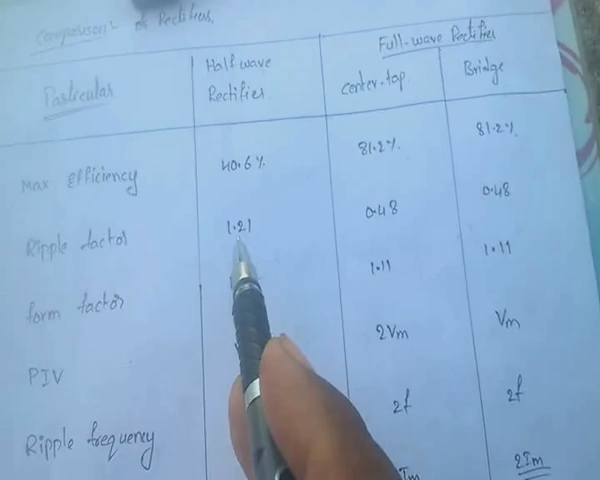 Comparison of Rectifiers.
Particular Half wave Rectifier Full-wave Rectifier
center-tap Bridge
Max Efficiency 40.6% 81.2% 81.2%
Ripple factor 1.21 0.48 0.48
form factor 1.11 1.11
PIV 2Vm Vm
Ripple frequency 2f 2f
Im 2Im